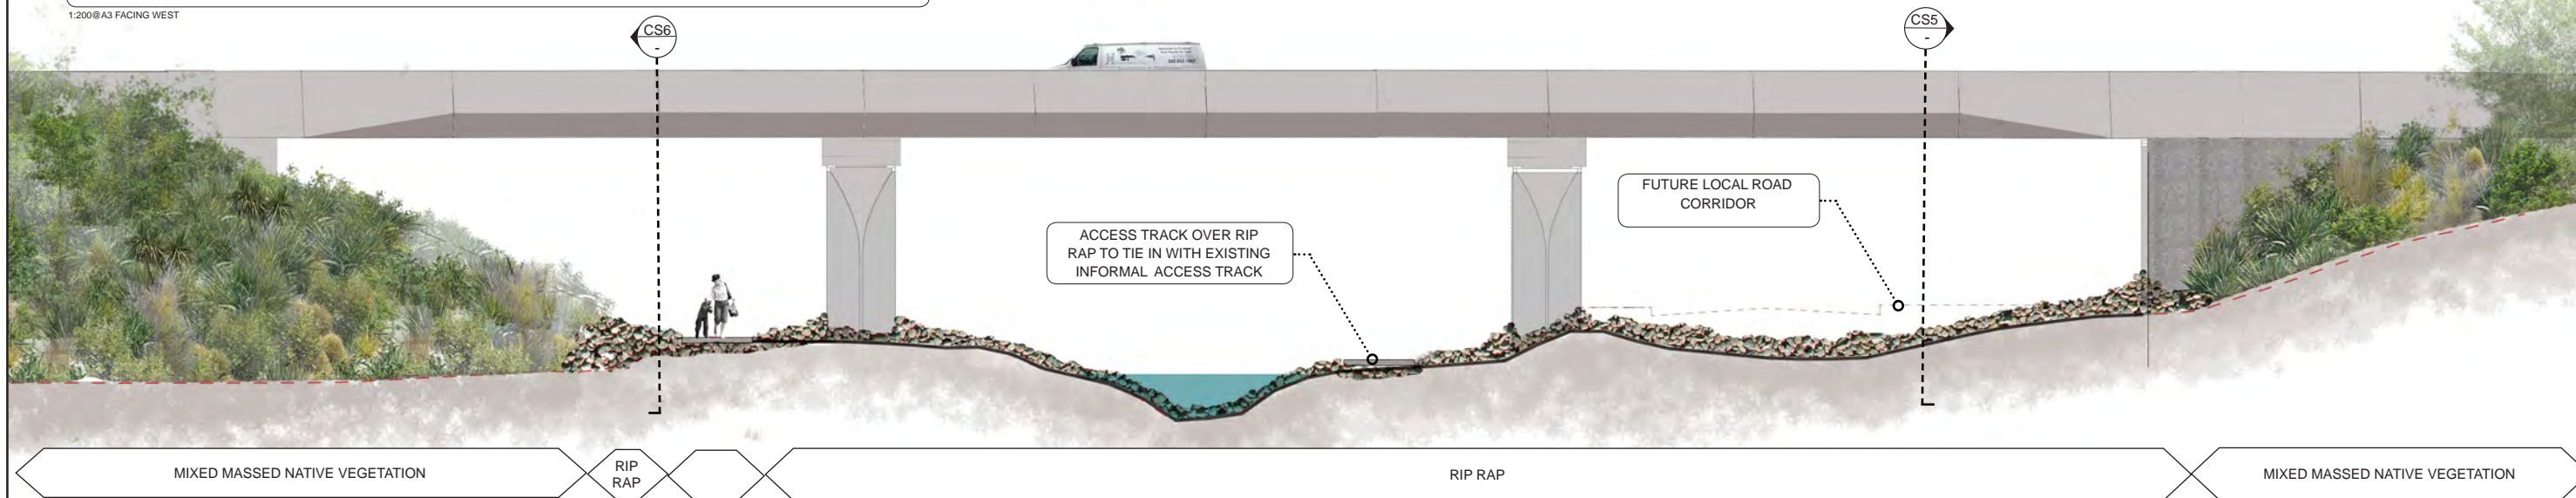 1:200@A3 FACING WEST
CS6
-
CS5
-
FUTURE LOCAL ROAD
CORRIDOR
ACCESS TRACK OVER RIP
RAP TO TIE IN WITH EXISTING
INFORMAL ACCESS TRACK
MIXED MASSED NATIVE VEGETATION
RIP
RAP
RIP RAP
MIXED MASSED NATIVE VEGETATION